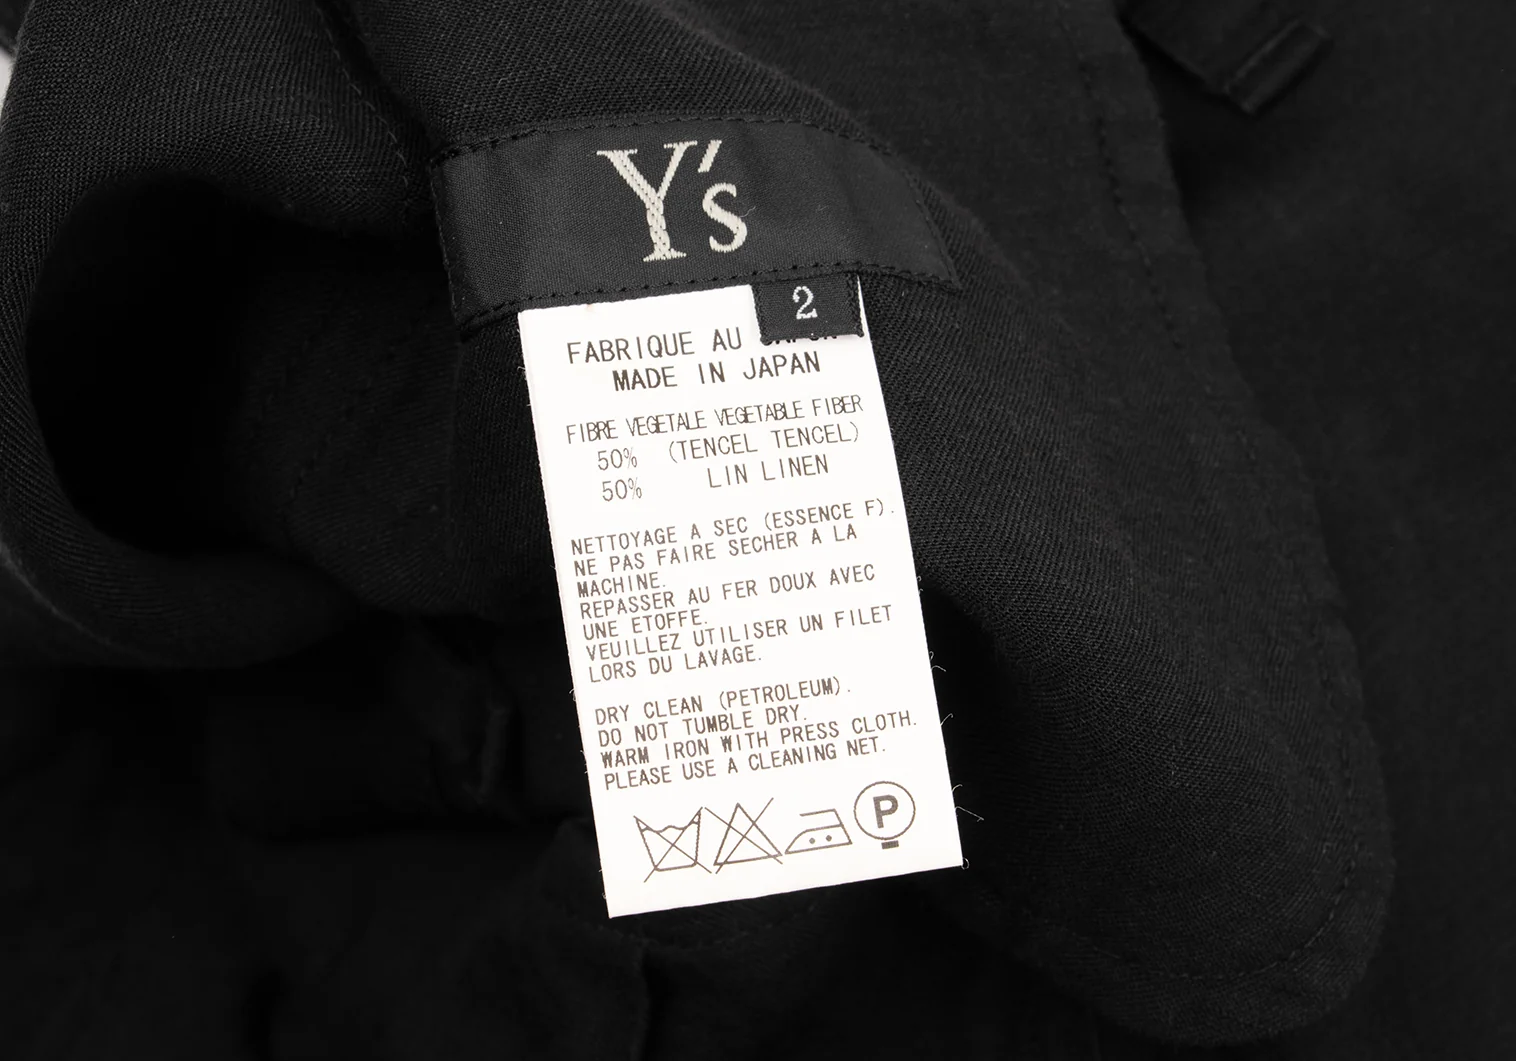 Y's
2
FABRIQUE AU
MADE IN JAPAN
FIBRE VEGETALE VEGETABLE FIBER
50% (TENCEL TENCEL)
50% LIN LINEN
NETTOYAGE A SEC (ESSENCE F).
NE PAS FAIRE SECHER A LA
MACHINE.
REPASSER AU FER DOUX AVEC
UNE ETOFFE.
VEUILLEZ UTILISER UN FILET
LORS DU LAVAGE.
DRY CLEAN (PETROLEUM).
DO NOT TUMBLE DRY.
WARM IRON WITH PRESS CLOTH.
PLEASE USE A CLEANING NET.
P